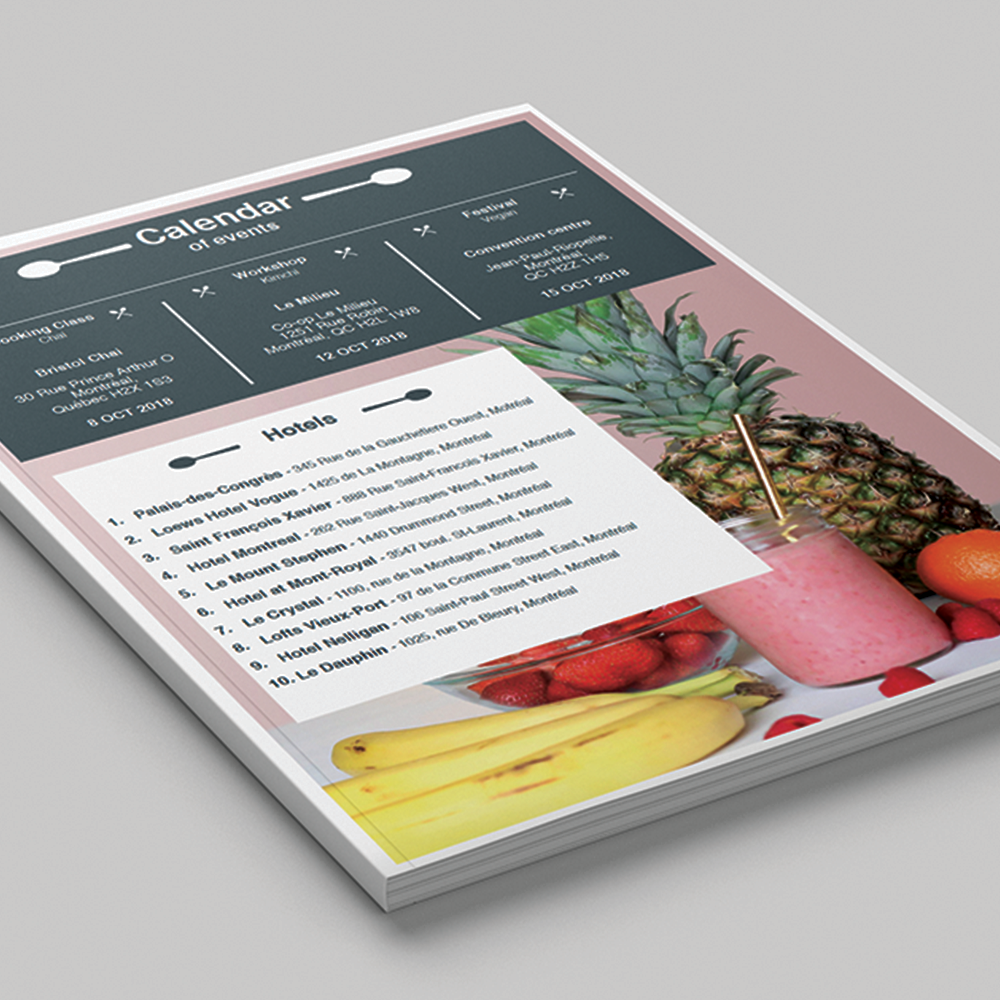 Calendar
of events
ooking Class
Chai
Bristol Chai
30 Rue Prince Arthur O
Montréal,
Québec H2X 1S3
8 OCT 2018
Workshop
Kimchi
Le Milieu
Co-op Le Milieu
1251 Rue Robin
Montréal, QC H2L 1W8
12 OCT 2018
Festival
Vegan
Convention centre
Jean-Paul-Riopelle,
Montréal,
QC H2Z 1H5
15 OCT 2018
Hotels
1. Palais-des-Congrès - 345 Rue de la Gauchetiere Ouest, Motréal
2. Loews Hotel Vogue - 1425 de La Montagne, Montréal
3. Saint François Xavier - 888 Rue Saint-François Xavier, Montréal
4. Hotel Montreal - 262 Rue Saint-Jacques West, Montréal
5. Le Mount Stephen - 1440 Drummond Street, Montréal
6. Hotel at Mont-Royal - 3547 boul. St-Laurent, Montréal
7. Le Crystal - 1100, rue de la Montagne, Montréal
8. Lofts Vieux-Port - 97 de la Commune Street East, Montréal
9. Hotel Nelligan - 106 Saint-Paul Street West, Montréal
10. Le Dauphin - 1025, rue De Bleury, Montréal